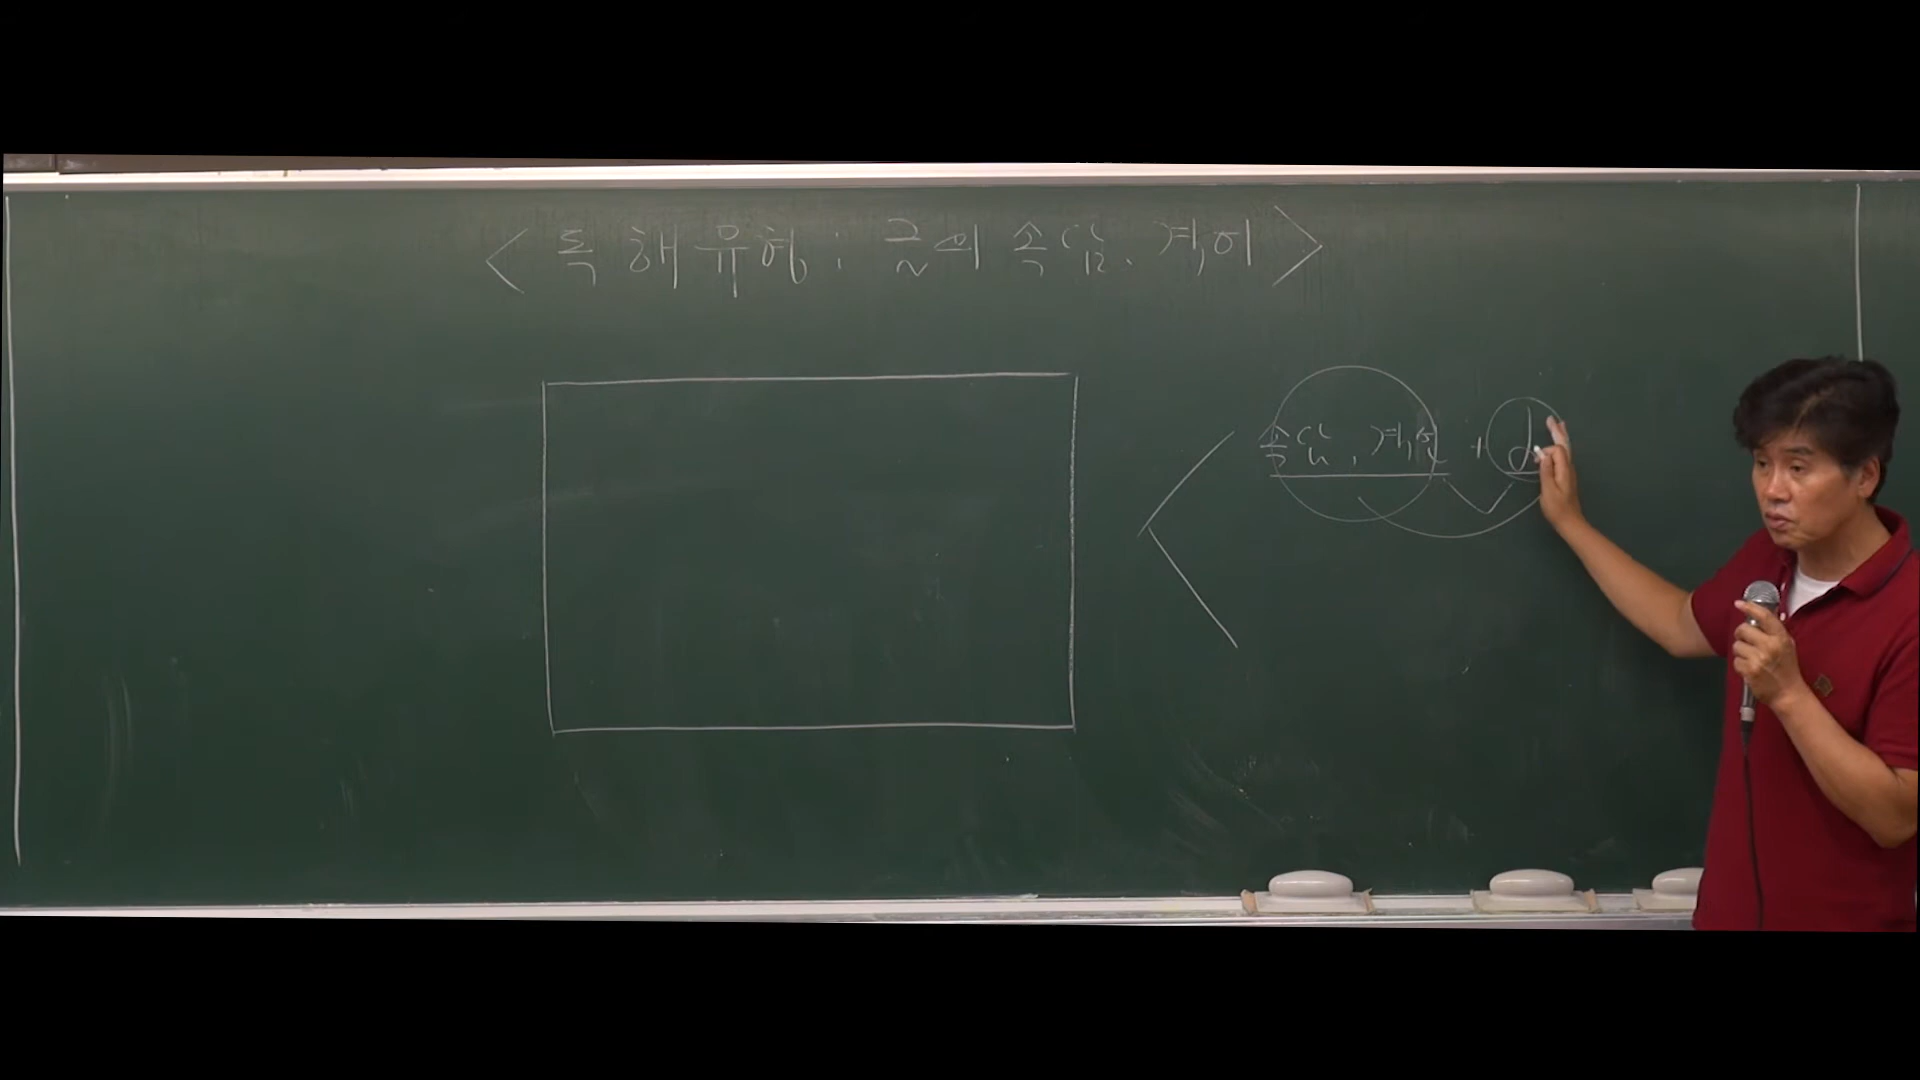 < 독해유형 : 글의 속담, 격언 >
속담, 격언 + d